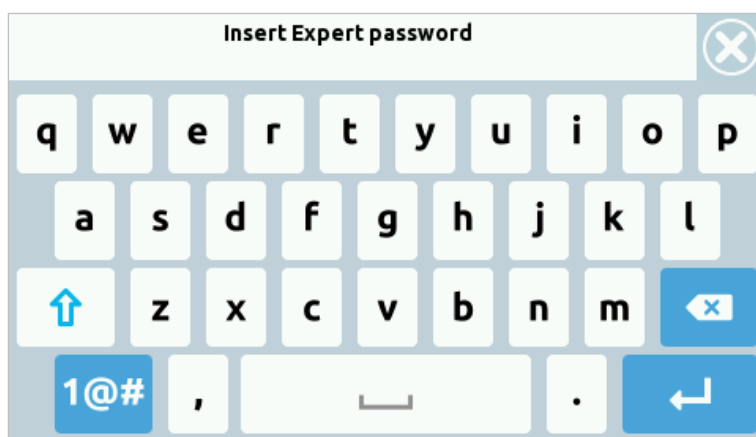 Insert Expert password
q w e r t y u i o p
a s d f g h j k l
z x c v b n m
1@# , .